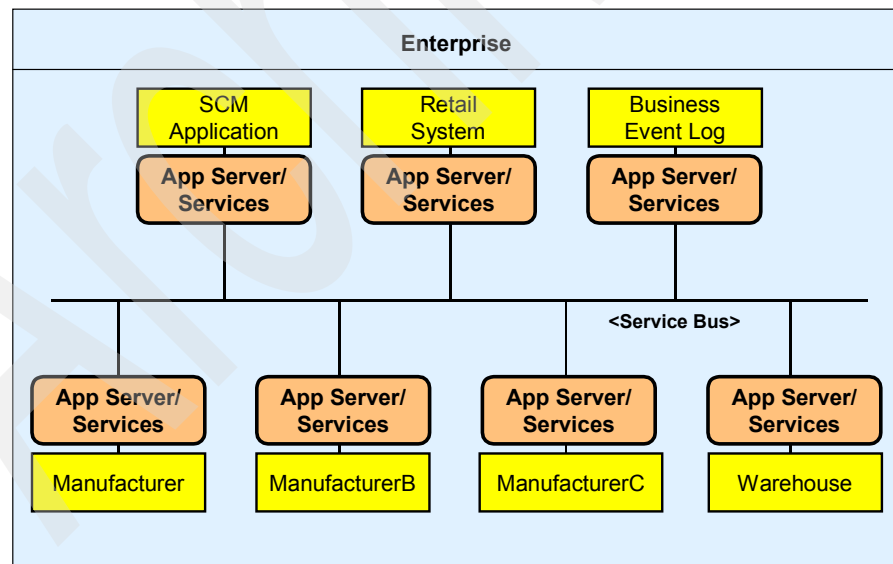 Enterprise
SCM
Application
Retail
System
Business
Event Log
App Server/
Services
App Server/
Services
App Server/
Services
<Service Bus>
App Server/
Services
App Server/
Services
App Server/
Services
App Server/
Services
Manufacturer
ManufacturerB
ManufacturerC
Warehouse